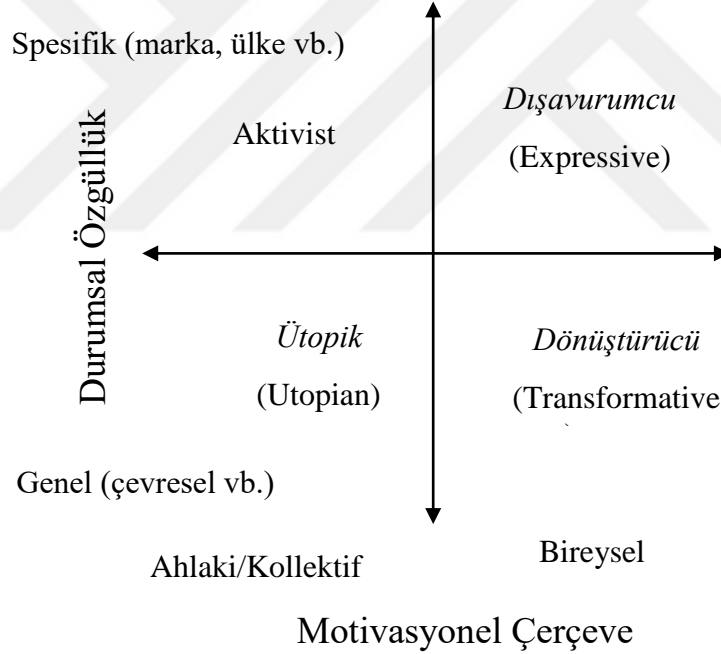 Spesifik (marka, ülke vb.)
Aktivist
Dışavurumcu
(Expressive)
Durumsal Özgüllük
Ütopik
(Utopian)
Dönüştürücü
(Transformative
Genel (çevresel vb.)
Ahlaki/Kollektif
Bireysel
Motivasyonel Çerçeve